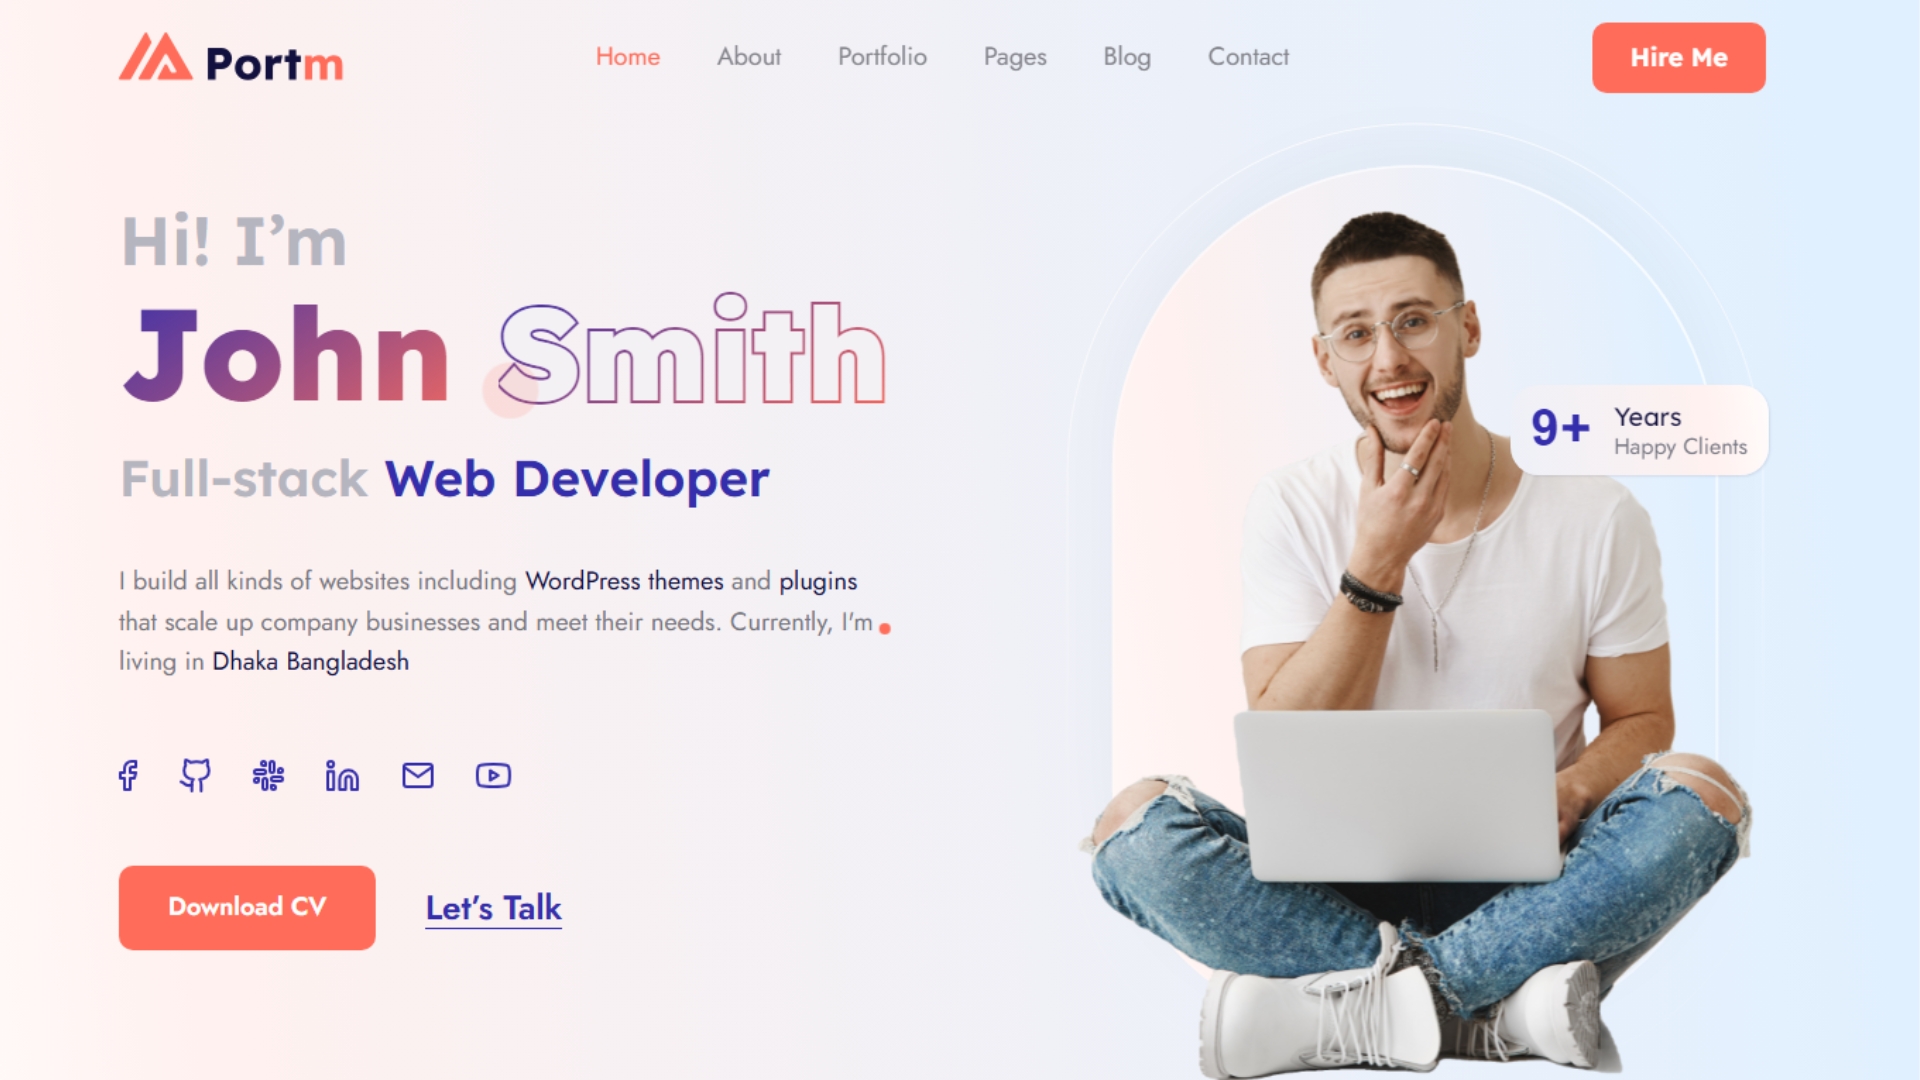 Portm
Home About Portfolio Pages Blog Contact
Hire Me
Hi! I’m
John Smith
Full-stack Web Developer
I build all kinds of websites including WordPress themes and plugins
that scale up company businesses and meet their needs. Currently, I'm
living in Dhaka Bangladesh
Download CV
Let’s Talk
9+
Years
Happy Clients